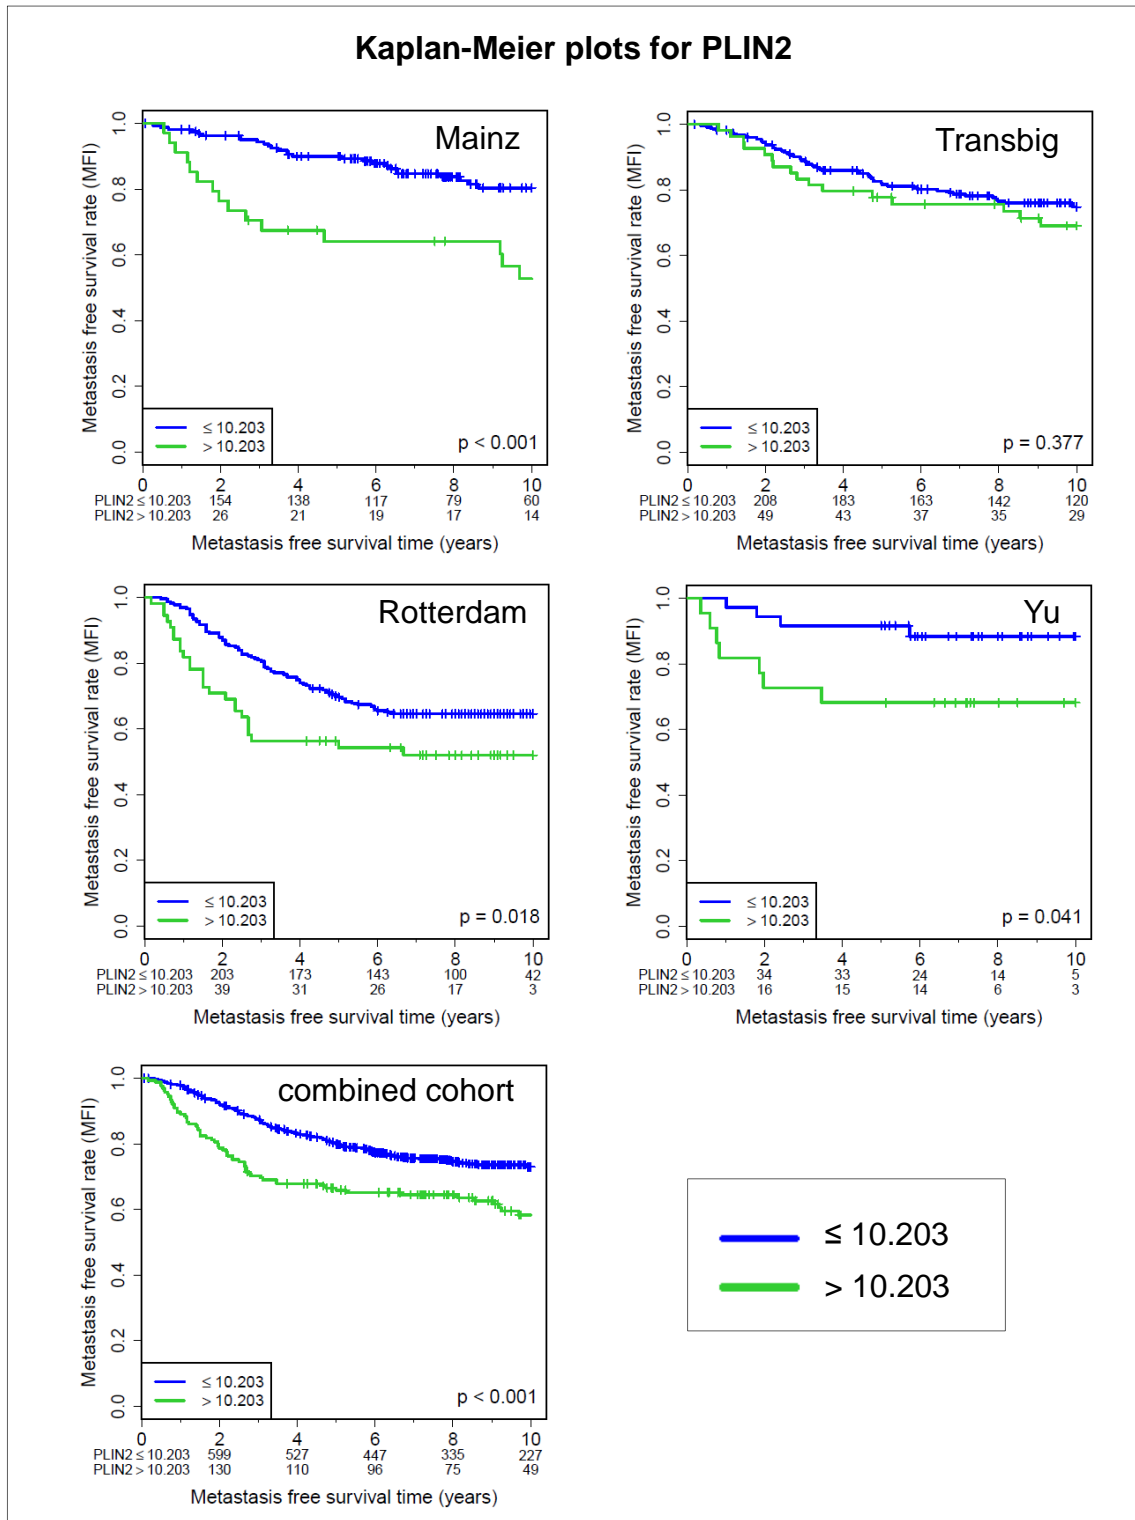 Kaplan-Meier plots for PLIN2
Mainz
Metastasis free survival rate (MFI)
1.0
0.8
0.6
0.4
0.2
0.0
≤ 10.203
> 10.203
p < 0.001
0 2 4 6 8 10
PLIN2 ≤ 10.203 154 138 117 79 60
PLIN2 > 10.203 26 21 19 17 14
Metastasis free survival time (years)
Transbig
Metastasis free survival rate (MFI)
1.0
0.8
0.6
0.4
0.2
0.0
≤ 10.203
> 10.203
p = 0.377
0 2 4 6 8 10
PLIN2 ≤ 10.203 208 183 163 142 120
PLIN2 > 10.203 49 43 37 35 29
Metastasis free survival time (years)
Rotterdam
Metastasis free survival rate (MFI)
1.0
0.8
0.6
0.4
0.2
0.0
≤ 10.203
> 10.203
p = 0.018
0 2 4 6 8 10
PLIN2 ≤ 10.203 203 173 143 100 42
PLIN2 > 10.203 39 31 26 17 3
Metastasis free survival time (years)
Yu
Metastasis free survival rate (MFI)
1.0
0.8
0.6
0.4
0.2
0.0
≤ 10.203
> 10.203
p = 0.041
0 2 4 6 8 10
PLIN2 ≤ 10.203 34 33 24 14 5
PLIN2 > 10.203 16 15 14 6 3
Metastasis free survival time (years)
combined cohort
Metastasis free survival rate (MFI)
1.0
0.8
0.6
0.4
0.2
0.0
≤ 10.203
> 10.203
p < 0.001
0 2 4 6 8 10
PLIN2 ≤ 10.203 599 527 447 335 227
PLIN2 > 10.203 130 110 96 75 49
Metastasis free survival time (years)
≤ 10.203
> 10.203